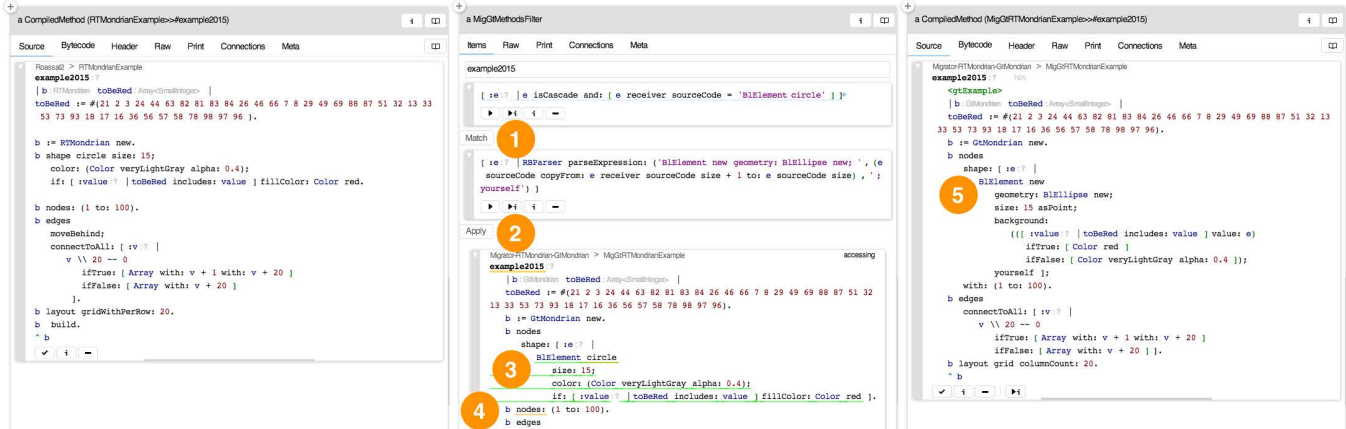 a CompiledMethod (RTMondrianExample>>#example2015)
i
Source Bytecode Header Raw Print Connections Meta
Roassal2 > RTMondrianExample
example2015 :?
| b : RTMondrian toBeRed : Array<SmallInteger> |
toBeRed := #(21 2 3 24 44 63 82 81 83 84 26 46 66 7 8 29 49 69 88 87 51 32 13 33
53 73 93 18 17 16 36 56 57 58 78 98 97 96 ).
b := RTMondrian new.
b shape circle size: 15;
color: (Color veryLightGray alpha: 0.4);
if: [ :value :? | toBeRed includes: value ] fillColor: Color red.
b nodes: (1 to: 100).
b edges
moveBehind;
connectToAll: [ :v :? |
v \\ 20 -- 0
ifTrue: [ Array with: v + 1 with: v + 20 ]
ifFalse: [ Array with: v + 20 ]
].
b layout gridWithPerRow: 20.
b build.
^ b
i
a MigGtMethodsFilter
i
Items Raw Print Connections Meta
example2015
[ :e :? | e isCascade and: [ e receiver sourceCode = 'BlElement circle' ] ]
i
Match
1
[ :e :? | RBParser parseExpression: ('BlElement new geometry: BlEllipse new; ' , (e
sourceCode copyFrom: e receiver sourceCode size + 1 to: e sourceCode size) , ';
yourself') ]
i
Apply
2
Migrator-RTMondrian-GtMondrian > MigGtRTMondrianExample accessing
example2015 :?
| b : GtMondrian toBeRed : Array<SmallInteger> |
toBeRed := #(21 2 3 24 44 63 82 81 83 84 26 46 66 7 8 29 49 69 88 87 51 32
13 33 53 73 93 18 17 16 36 56 57 58 78 98 97 96).
b := GtMondrian new.
b nodes
shape: [ :e :? |
BlElement circle
3
size: 15;
color: (Color veryLightGray alpha: 0.4);
if: [ :value :? | toBeRed includes: value ] fillColor: Color red ].
4
b nodes: (1 to: 100).
b edges
a CompiledMethod (MigGtRTMondrianExample>>#example2015)
i
Source Bytecode Header Raw Print Connections Meta
Migrator-RTMondrian-GtMondrian > MigGtRTMondrianExample
example2015 :? N/A
<gtExample>
| b : GtMondrian toBeRed : Array<SmallInteger> |
toBeRed := #(21 2 3 24 44 63 82 81 83 84 26 46 66 7 8 29 49 69 88 87 51 32 13
33 53 73 93 18 17 16 36 56 57 58 78 98 97 96).
b := GtMondrian new.
b nodes
shape: [ :e :? |
BlElement new
5
geometry: BlEllipse new;
size: 15 asPoint;
background:
(([ :value :? | toBeRed includes: value ] value: e)
ifTrue: [ Color red ]
ifFalse: [ Color veryLightGray alpha: 0.4 ]);
yourself ];
with: (1 to: 100).
b edges
connectToAll: [ :v :? |
v \\ 20 -- 0
ifTrue: [ Array with: v + 1 with: v + 20 ]
ifFalse: [ Array with: v + 20 ] ].
b layout grid columnCount: 20.
^ b
i